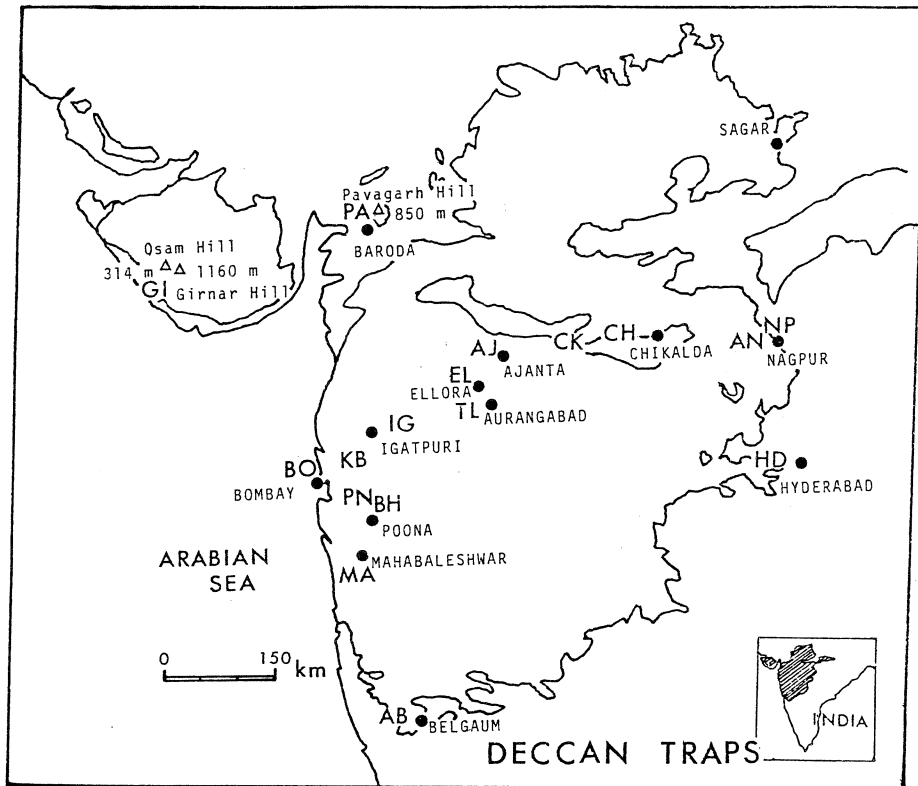 SAGAR
Pavagarh Hill
PA 850 m
BARODA
Osam Hill
314 m 1160 m
GI Girnar Hill
CK CH
CHIKALDA
AN NP
NAGPUR
AJ
AJANTA
EL
ELLORA
TL AURANGABAD
IG
IGATPURI
KB
BO
BOMBAY
HD
HYDERABAD
PN BH
POONA
MAHABALESHWAR
MA
ARABIAN
SEA
0 150 km
AB BELGAUM
INDIA
DECCAN TRAPS